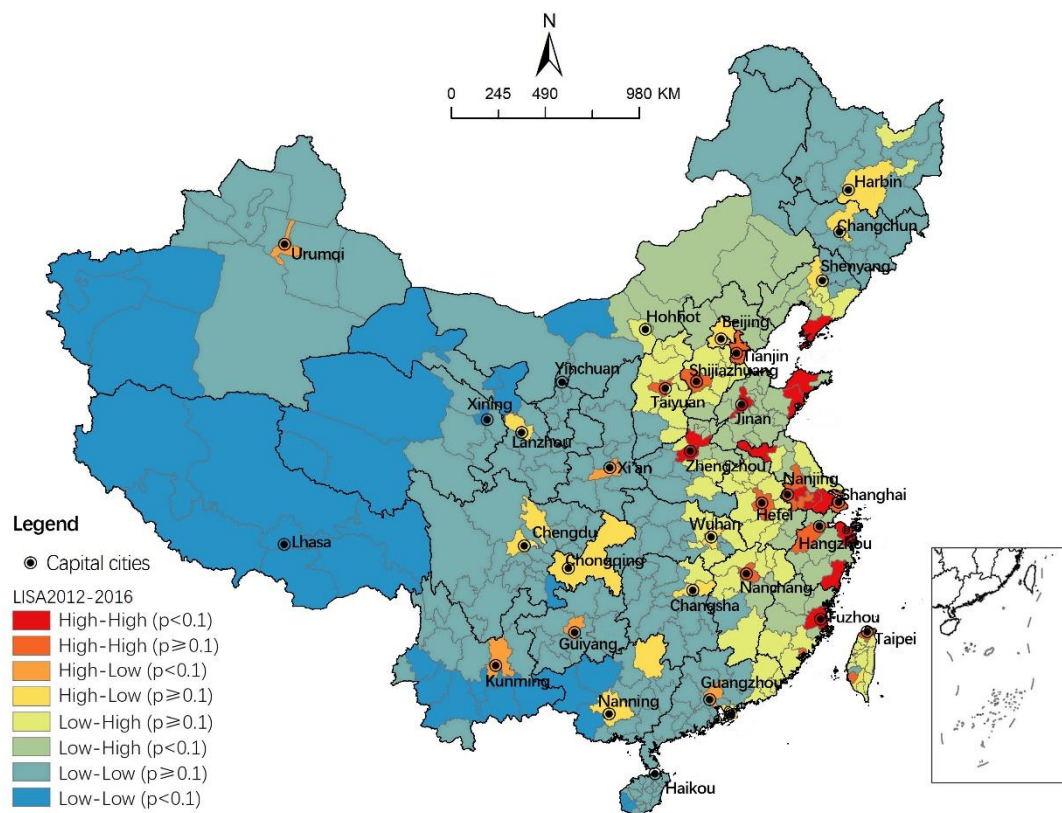 N
0 245 490 980 KM
Harbin
Changchun
Urumqi
Shenyang
Hohhot
Beijing
Tianjin
Yinchuan
Shijiazhuang
Taiyuan
Xining
Jinan
Lanzhou
Xi'an
Zhengzhou
Nanjing
Shanghai
Hefei
Chengdu
Wuhan
Hangzhou
Lhasa
Chongqing
Nanchang
Changsha
Fuzhou
Guiyang
Taipei
Kunming
Guangzhou
Nanning
Haikou
Legend
Capital cities
LISA2012-2016
High-High (p<0.1)
High-High (p≥0.1)
High-Low (p<0.1)
High-Low (p≥0.1)
Low-High (p≥0.1)
Low-High (p<0.1)
Low-Low (p≥0.1)
Low-Low (p<0.1)